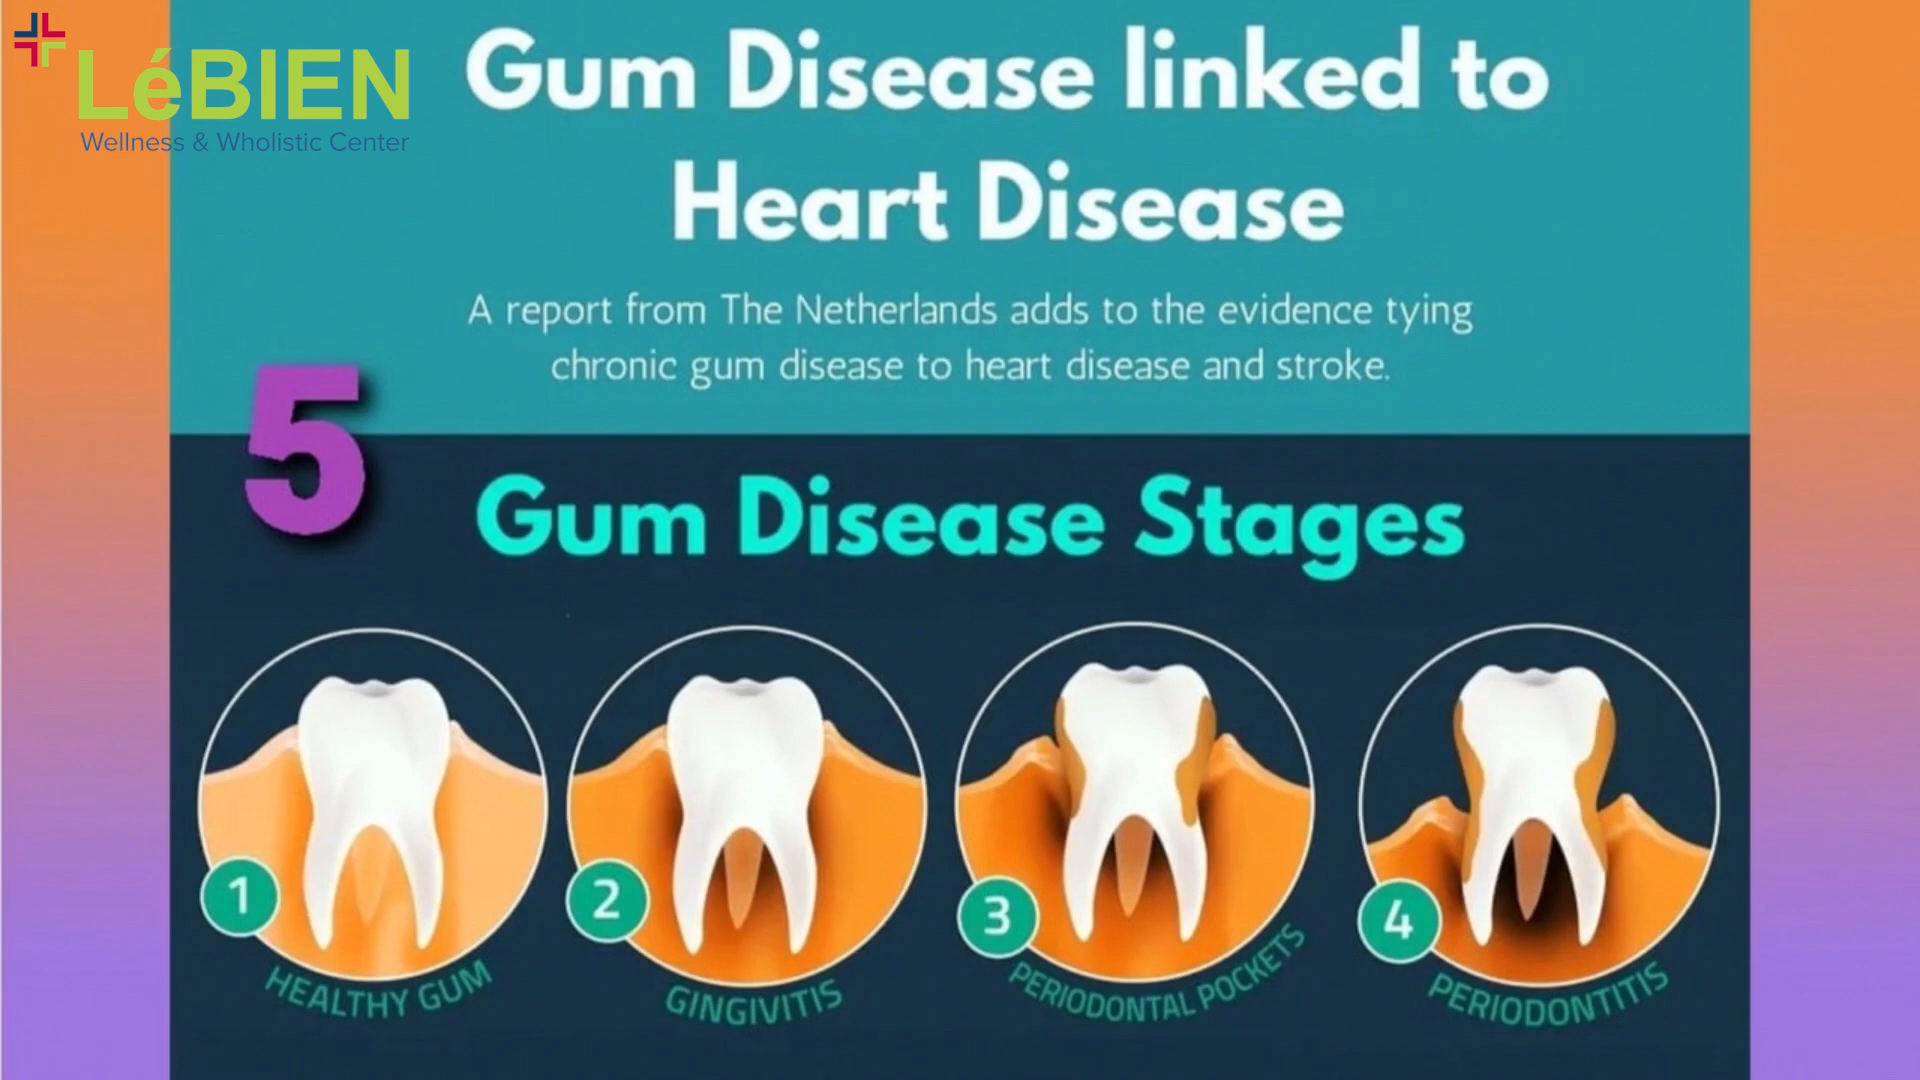 LéBIEN
Wellness & Wholistic Center
Gum Disease linked to
Heart Disease
A report from The Netherlands adds to the evidence tying
chronic gum disease to heart disease and stroke.
5
Gum Disease Stages
1
HEALTHY GUM
2
GINGIVITIS
3
PERIODONTAL POCKETS
4
PERIODONTITIS